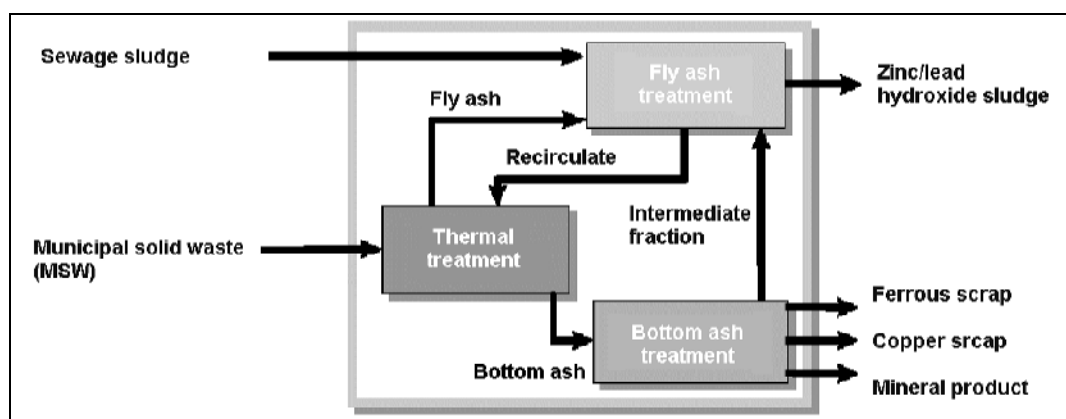 Sewage sludge
Fly ash
treatment
Zinc/lead
hydroxide sludge
Fly ash
Recirculate
Intermediate
fraction
Municipal solid waste
(MSW)
Thermal
treatment
Ferrous scrap
Bottom ash
treatment
Copper srcap
Bottom ash
Mineral product